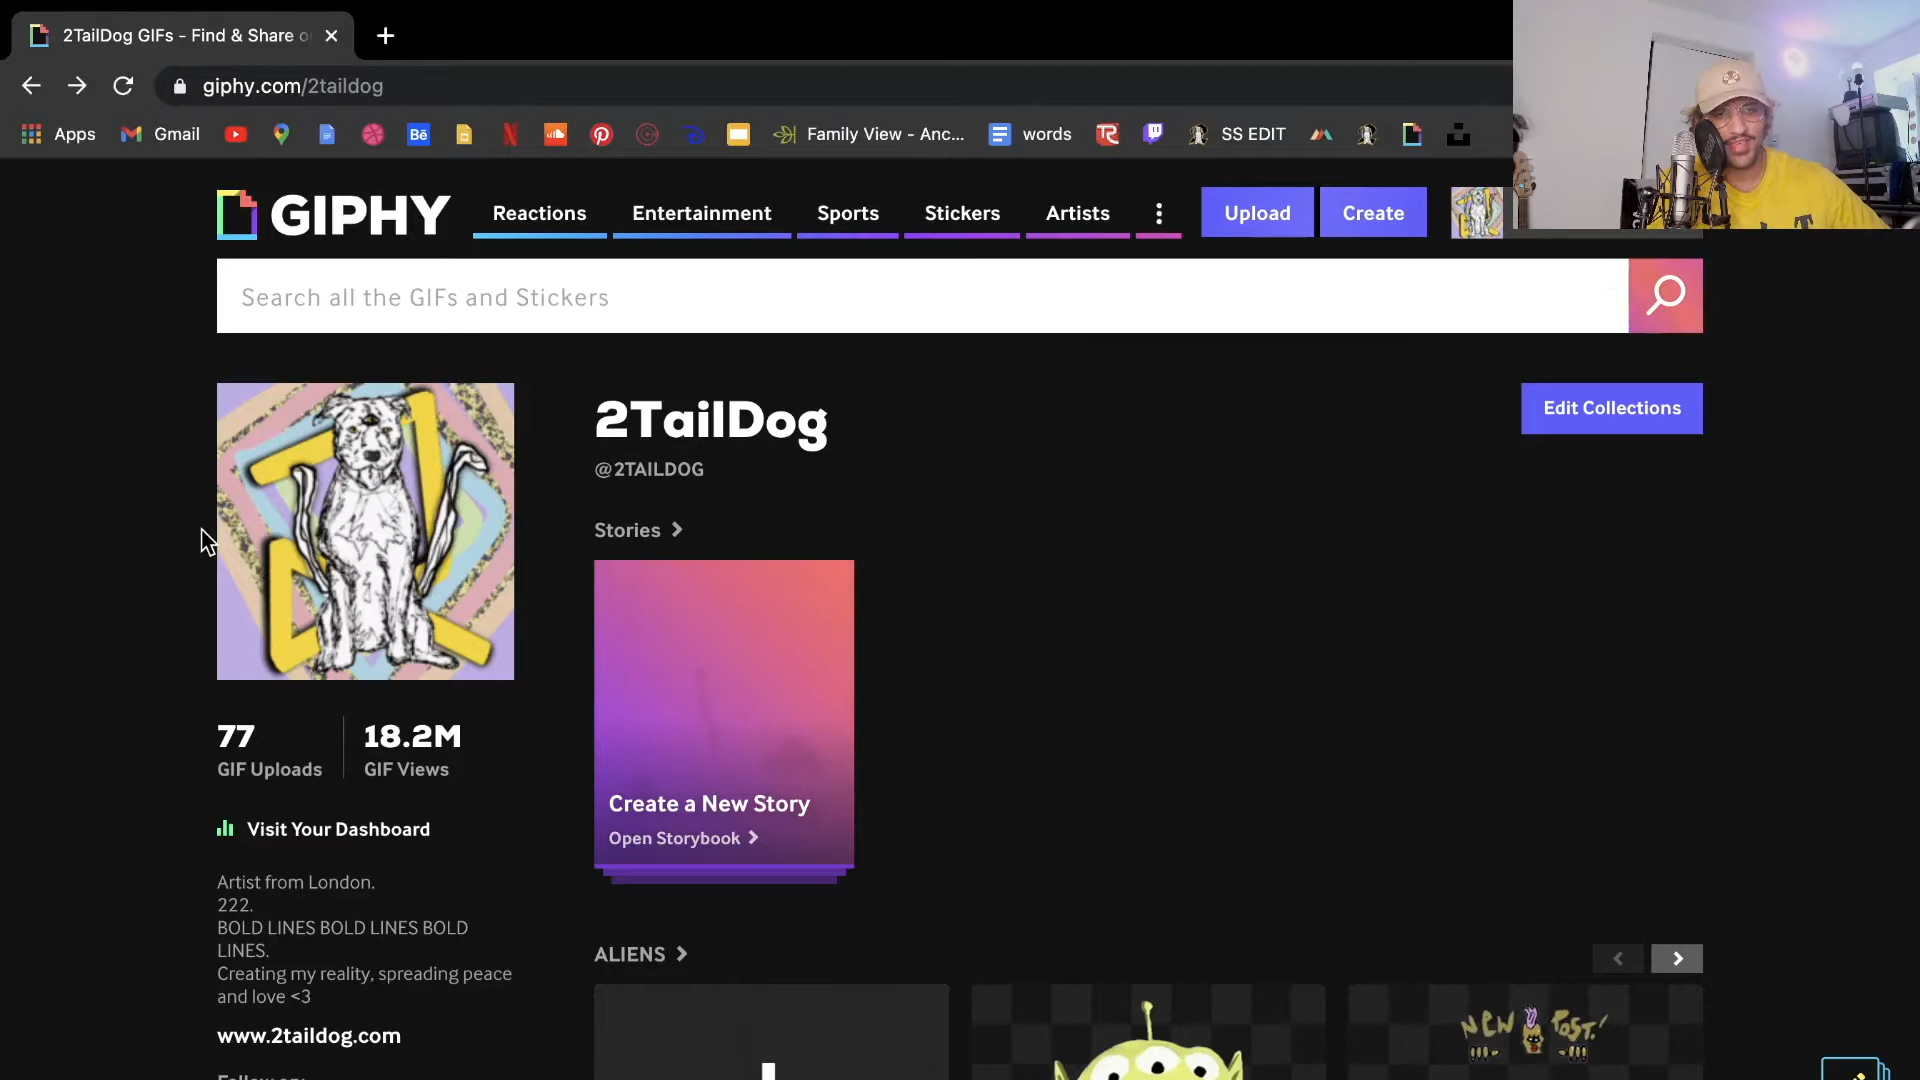 2TailDog GIFs - Find & Share o
giphy.com/2taildog
Apps
Gmail
Bē
Family View - Anc...
words
SS EDIT
GIPHY
Reactions
Entertainment
Sports
Stickers
Artists
Upload
Create
Search all the GIFs and Stickers
2TailDog
@2TAILDOG
Edit Collections
Stories
Create a New Story
Open Storybook
77
GIF Uploads
18.2M
GIF Views
Visit Your Dashboard
Artist from London.
222.
BOLD LINES BOLD LINES BOLD
LINES.
Creating my reality, spreading peace
and love <3
www.2taildog.com
ALIENS
NEW POST!